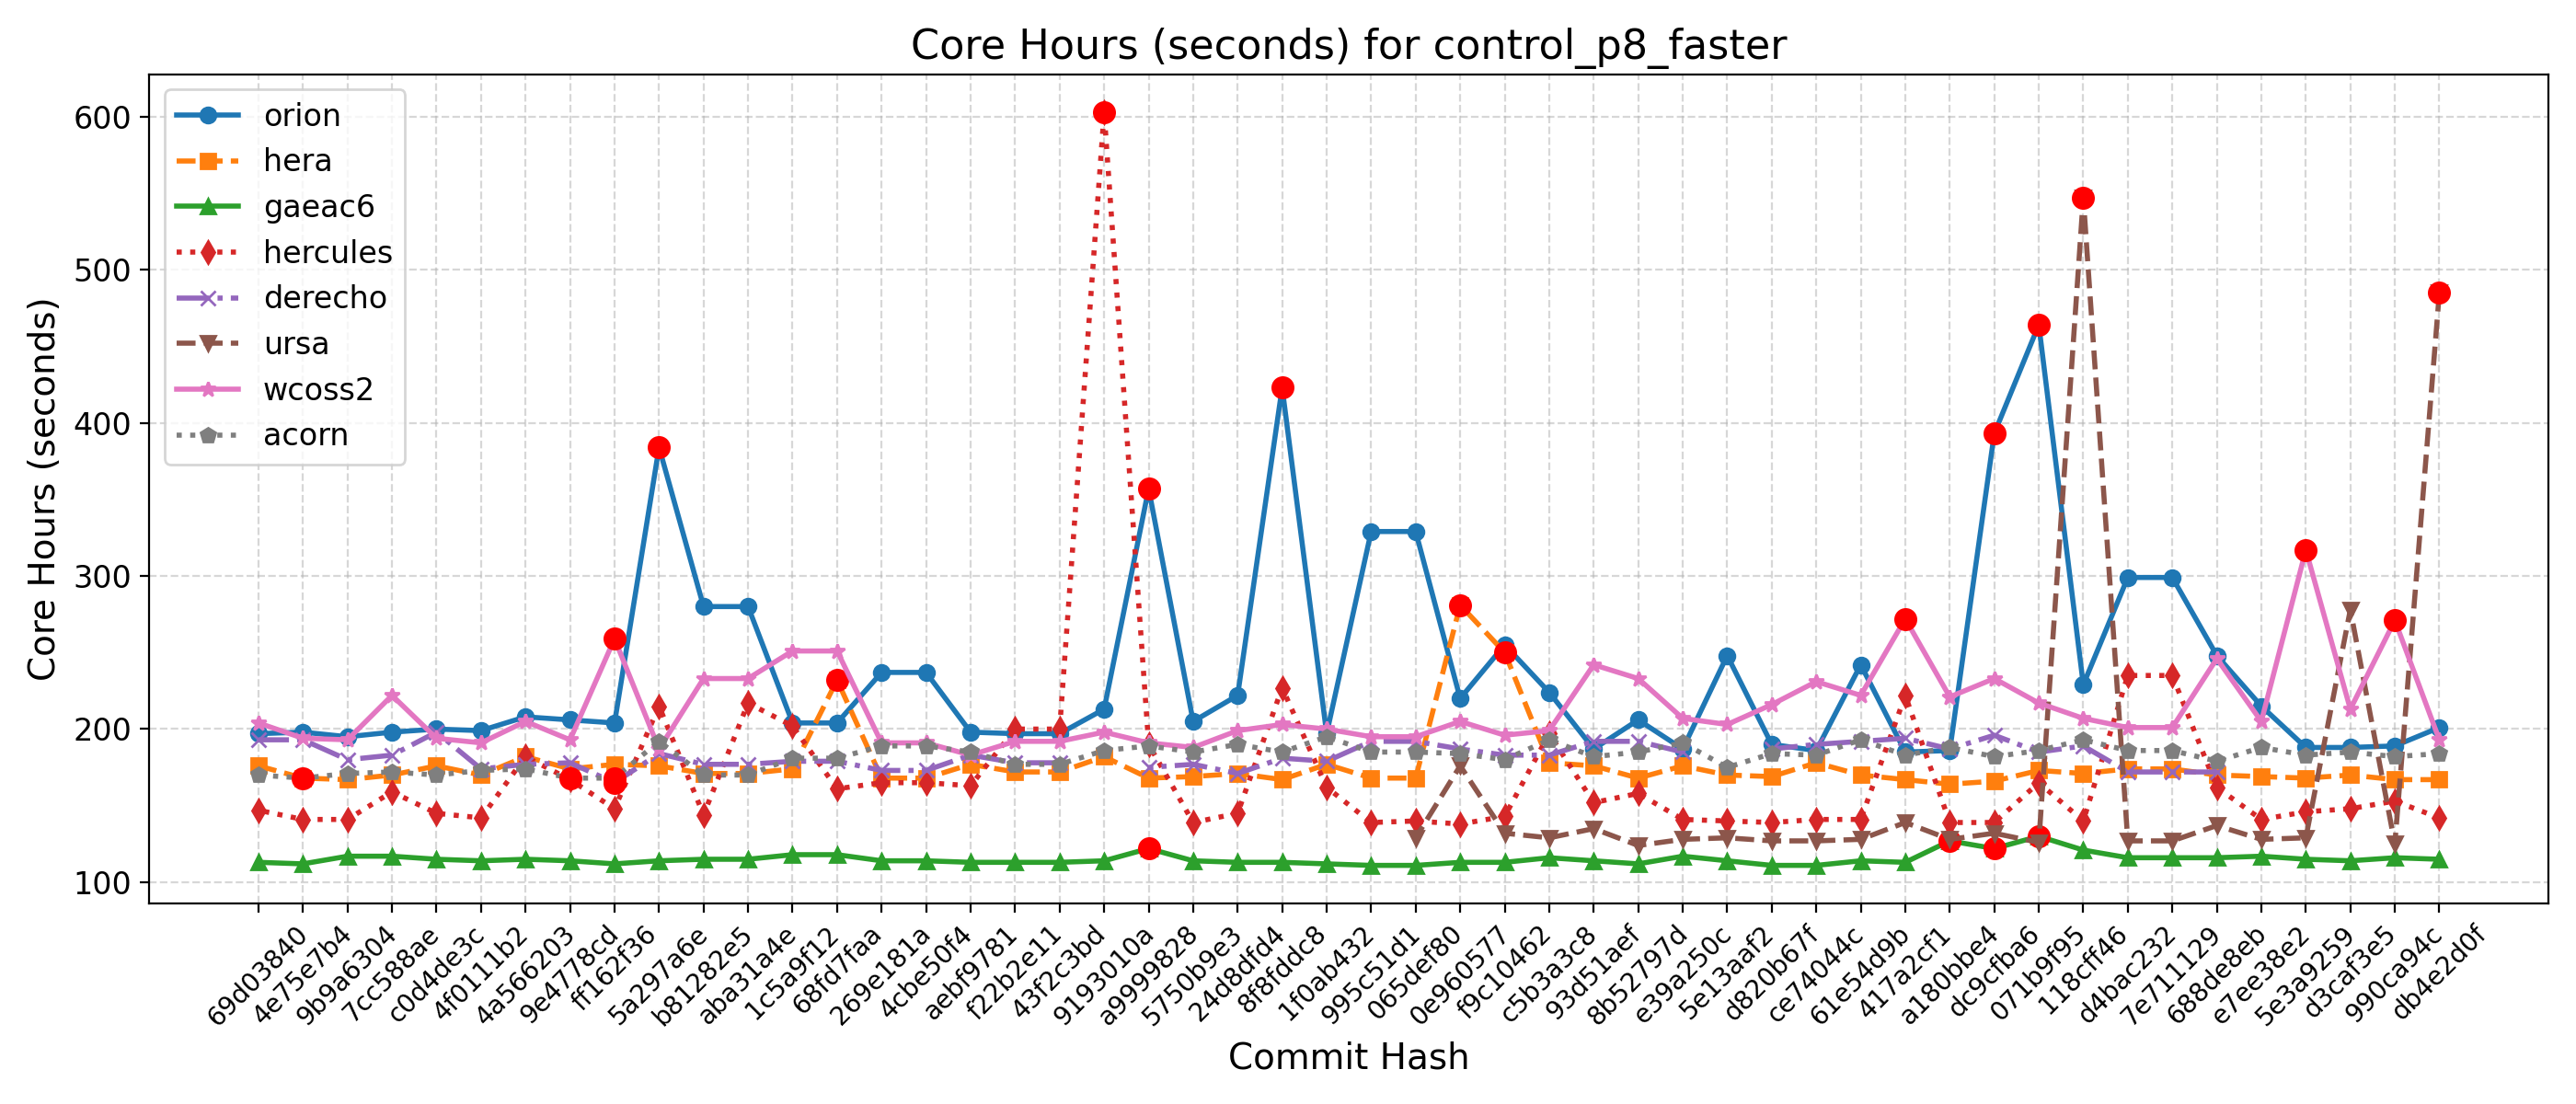 Core Hours (seconds) for control_p8_faster
Core Hours (seconds)
600
500
400
300
200
100
orion
hera
gaeac6
hercules
derecho
ursa
wcoss2
acorn
69d03840
4e75e7b4
9b9a6304
7cc588ae
c0d4de3c
4f0111b2
4a566203
9e4778cd
ff162f36
5a297a6e
b81282e5
aba31a4e
1c5a9f12
68fd7faa
269e181a
4cbe50f4
aebf9781
f22b2e11
43f2c3bd
9193010a
a9999828
5750b9e3
24d8dfd4
8f8fddc8
1f0ab432
995c51d1
065def80
0e960577
f9c10462
c5b3a3c8
93d51aef
8b52797d
e39a250c
5e13aaf2
d820b67f
ce74044c
61e54d9b
417a2cf1
a180bbe4
dc9cfba6
071b9f95
118cff46
d4bac232
7e711129
688de8eb
e7ee38e2
5e3a9259
d3caf3e5
990ca94c
db4e2d0f
Commit Hash